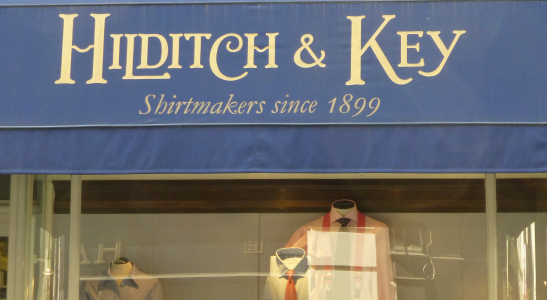 Hilditch & Key
Shirtmakers since 1899
H